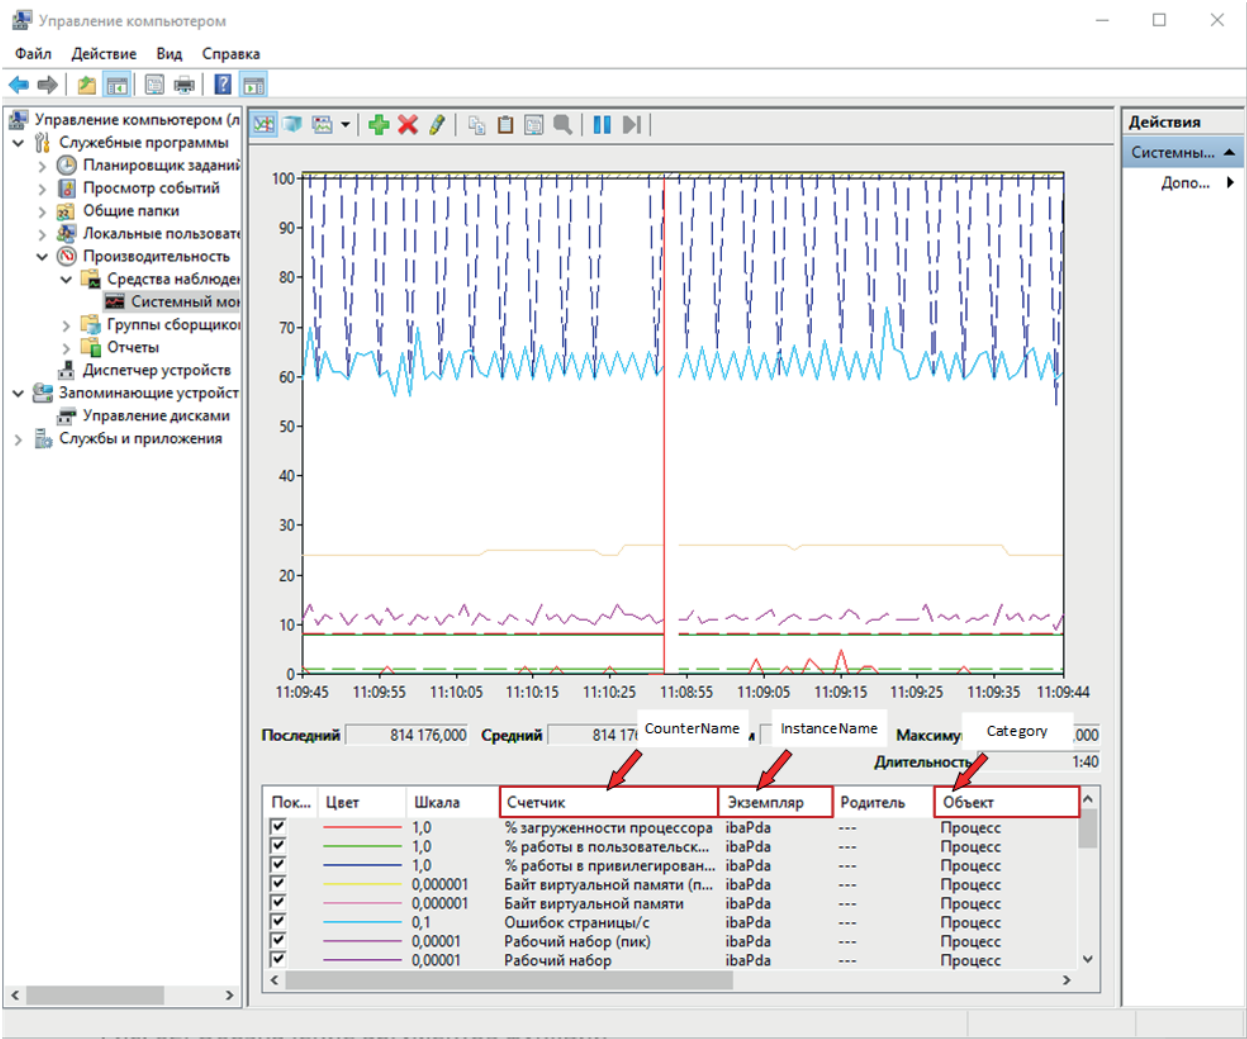 Управление компьютером
Файл Действие Вид Справка
Управление компьютером (л
Служебные программы
Планировщик заданий
Просмотр событий
Общие папки
Локальные пользовате
Производительность
Средства наблюден
Системный мон
Группы сборщиков
Отчеты
Диспетчер устройств
Запоминающие устройст
Управление дисками
Службы и приложения
100
90
80
70
60
50
40
30
20
10
0
11:09:45 11:09:55 11:10:05 11:10:15 11:10:25 11:08:55 11:09:05 11:09:15 11:09:25 11:09:35 11:09:44
Последний 814 176,000 Средний 814 17 CounterName м InstanceName Максиму Category ,000
Длительность 1:40
Пок... Цвет Шкала Счетчик Экземпляр Родитель Объект
1,0 % загруженности процессора ibaPda --- Процесс
1,0 % работы в пользовательск... ibaPda --- Процесс
1,0 % работы в привилегирован... ibaPda --- Процесс
0,000001 Байт виртуальной памяти (п... ibaPda --- Процесс
0,000001 Байт виртуальной памяти ibaPda --- Процесс
0,1 Ошибок страницы/с ibaPda --- Процесс
0,00001 Рабочий набор (пик) ibaPda --- Процесс
0,00001 Рабочий набор ibaPda --- Процесс
Действия
Системны...
Допо...